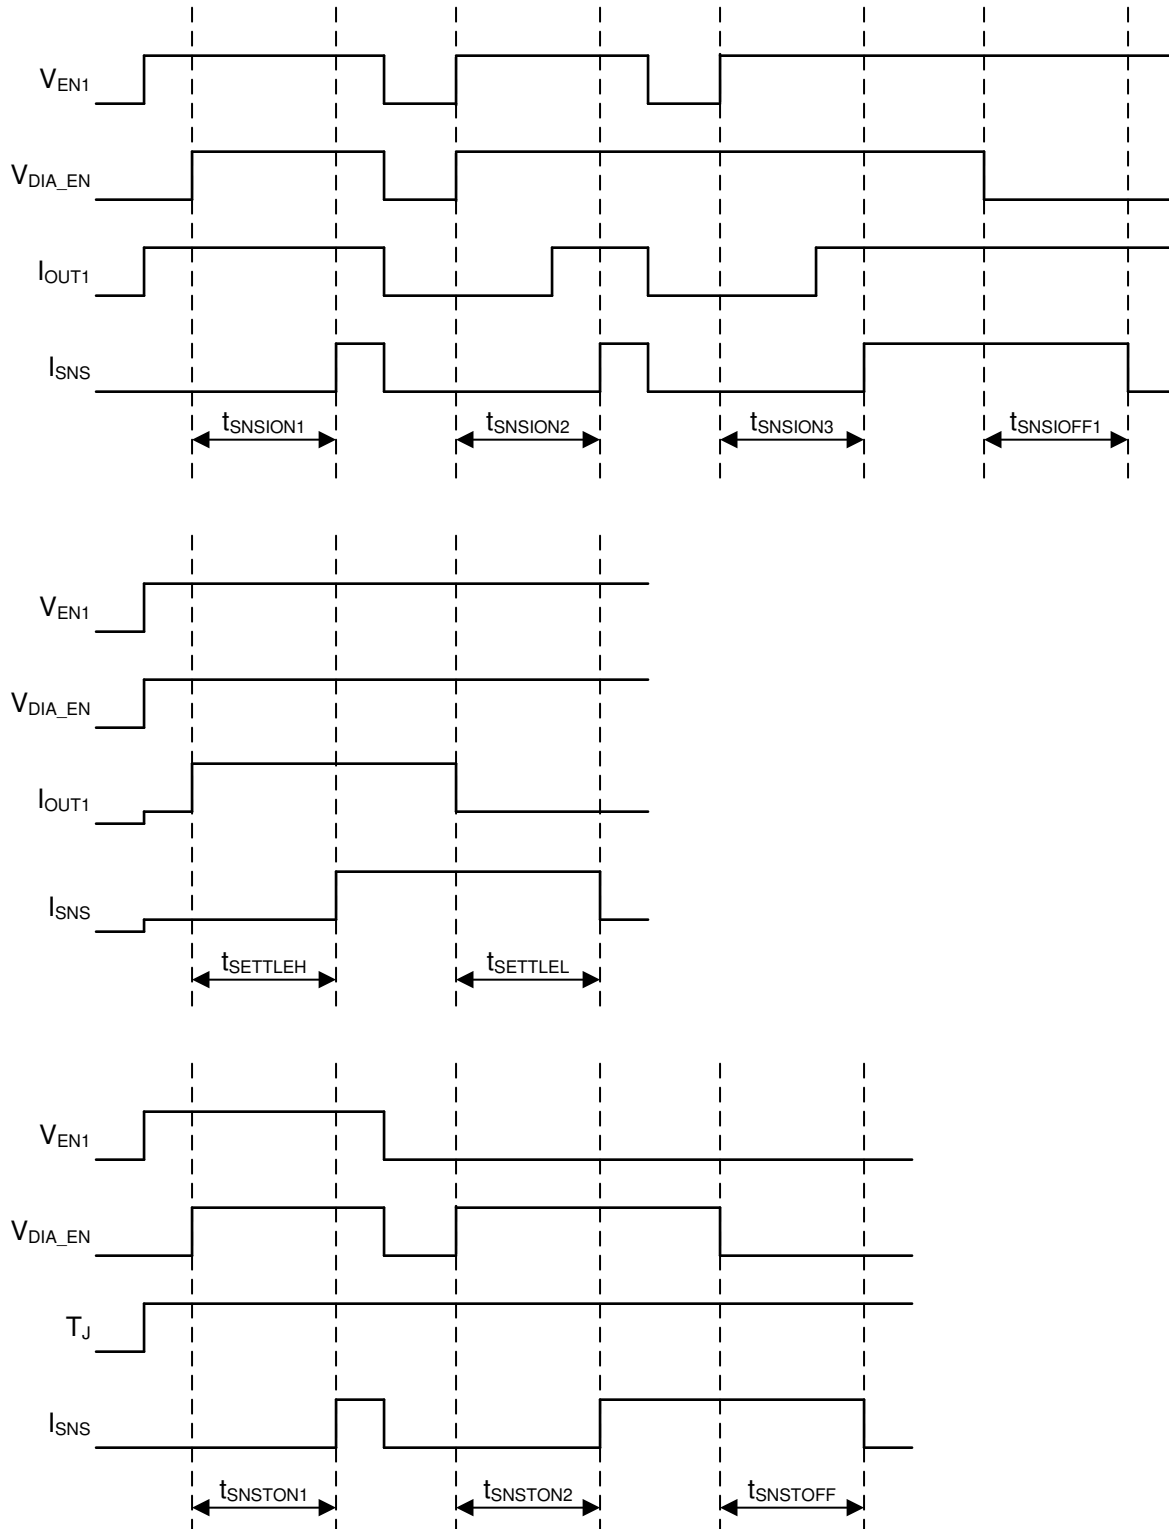 VEN1
VDIA_EN
IOUT1
ISNS
tSNSION1 tSNSION2 tSNSION3 tSNSIOFF1
VEN1
VDIA_EN
IOUT1
ISNS
tSETTLEH tSETTLEL
VEN1
VDIA_EN
TJ
ISNS
tSNSTON1 tSNSTON2 tSNSTOFF